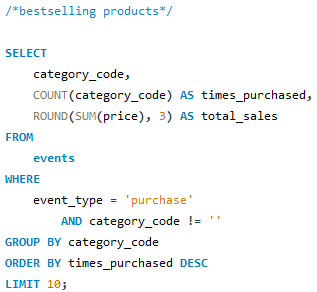 /*bestselling products*/
SELECT
category_code,
COUNT(category_code) AS times_purchased,
ROUND(SUM(price), 3) AS total_sales
FROM
events
WHERE
event_type = 'purchase'
AND category_code != ''
GROUP BY category_code
ORDER BY times_purchased DESC
LIMIT 10;